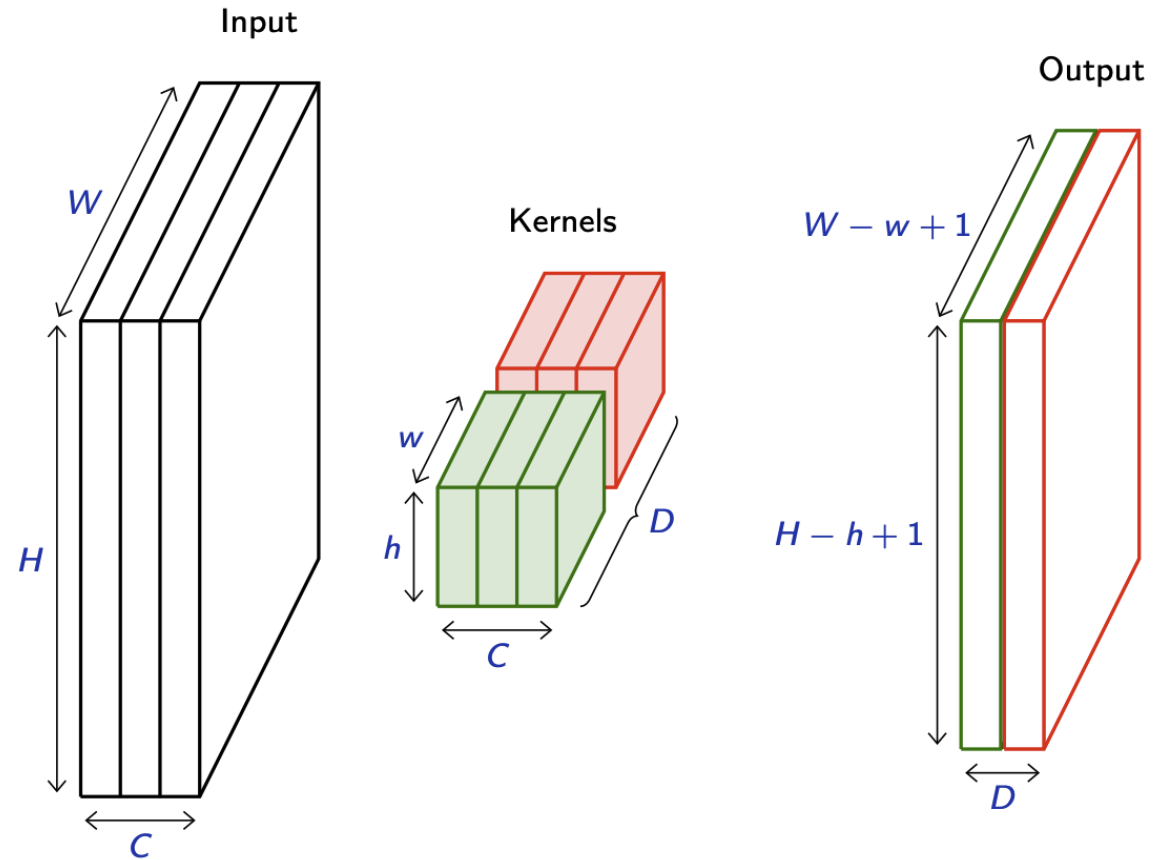 Input
W
H
C
Kernels
w
h
C
D
Output
W − w + 1
H − h + 1
D